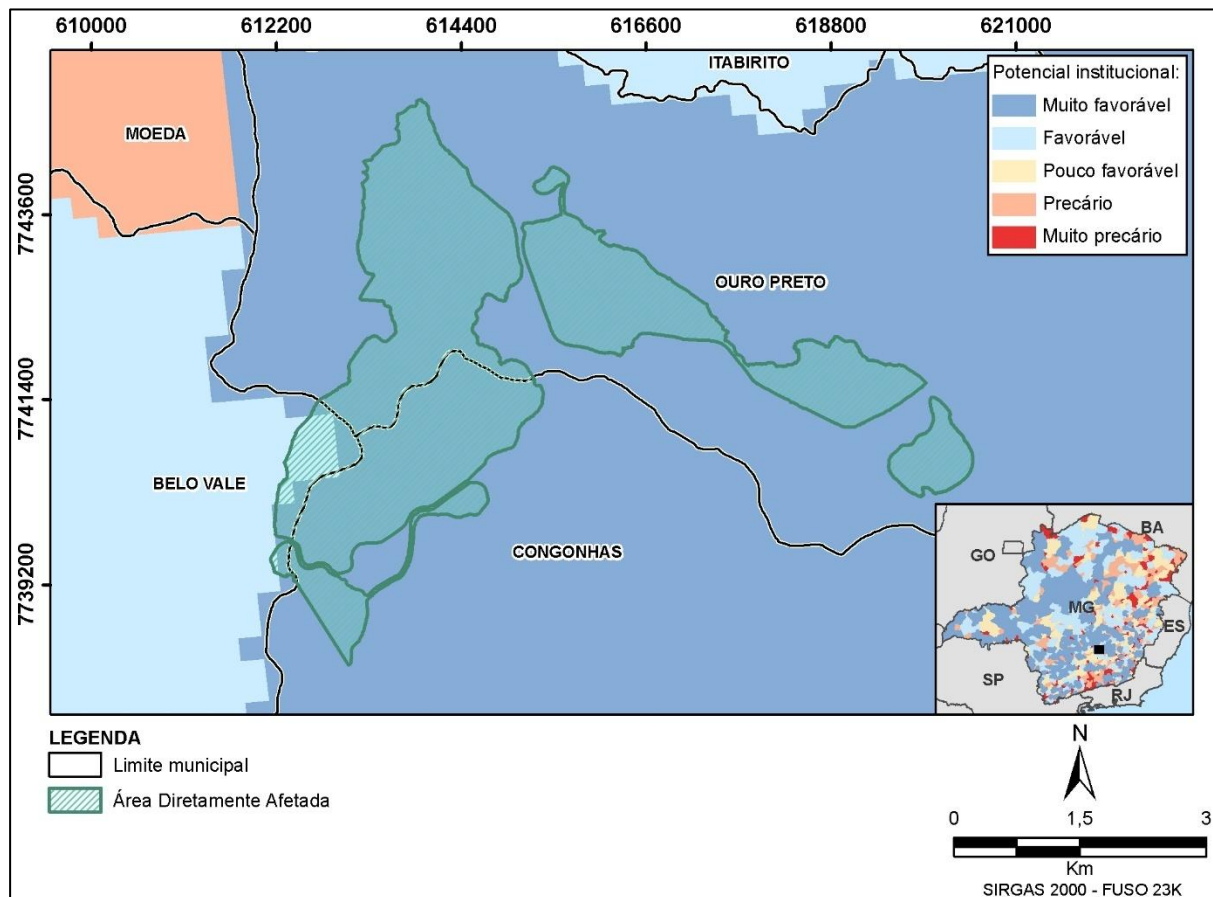 610000 612200 614400 616600 618800 621000
7743600
7741400
7739200
ITABIRITO
MOEDA
OURO PRETO
BELO VALE
CONGONHAS
Potencial institucional:
Muito favorável
Favorável
Pouco favorável
Precário
Muito precário
BA
GO
MG
ES
SP
RJ
LEGENDA
Limite municipal
Área Diretamente Afetada
N
0 1,5 3
Km
SIRGAS 2000 - FUSO 23K